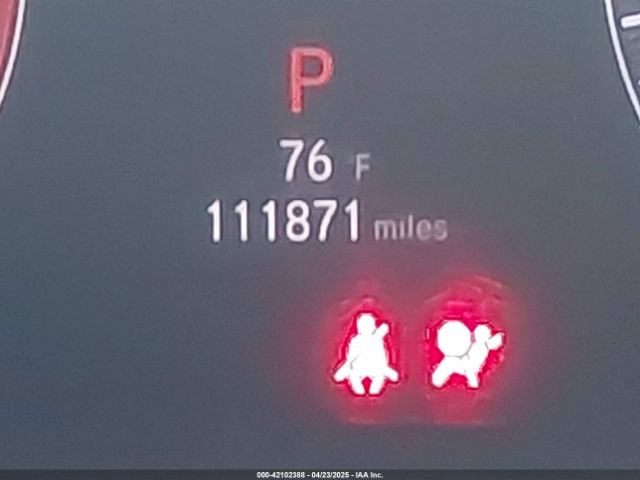 P
76 F
111871 miles
000-42102388 - 04/23/2025 - IAA Inc.